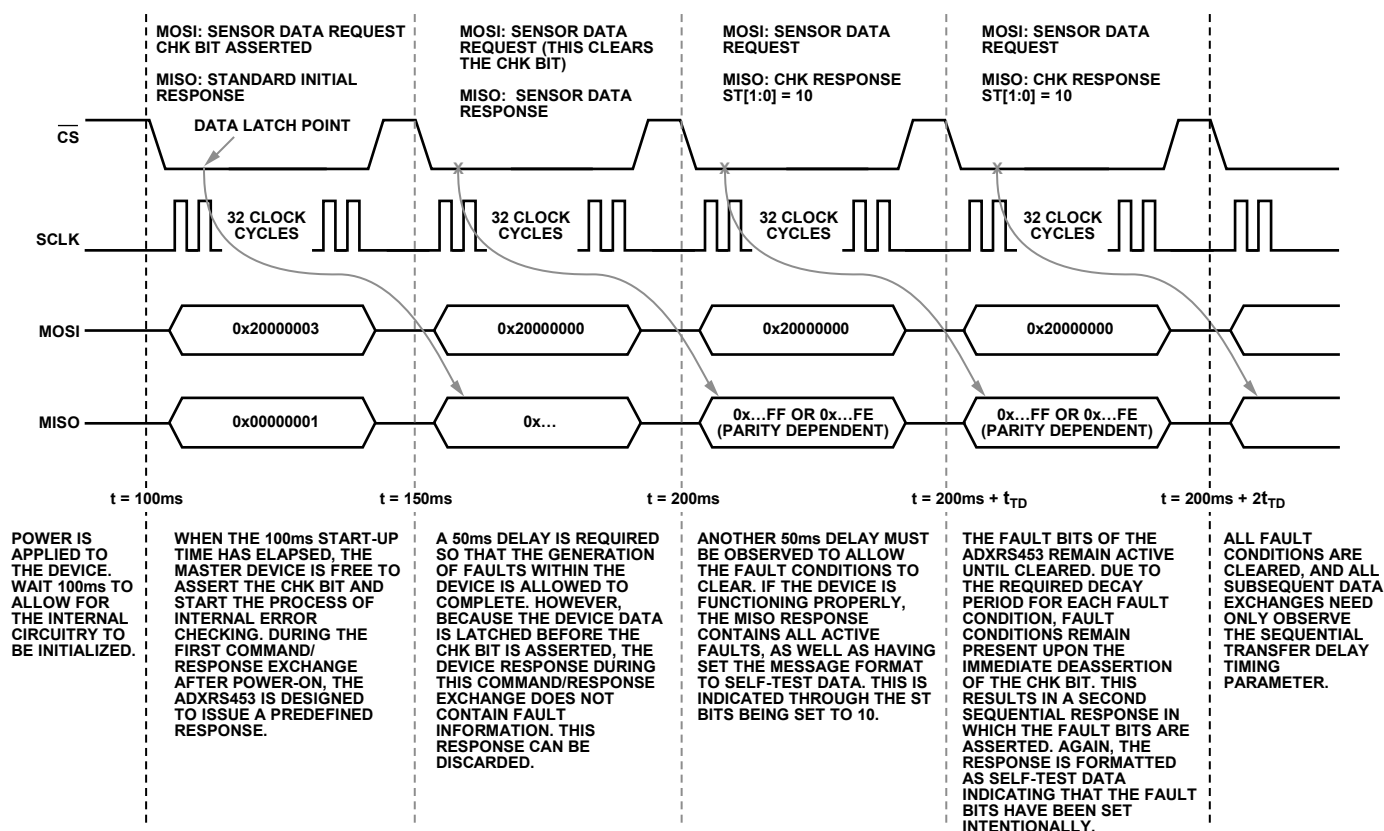 MOSI: SENSOR DATA REQUEST
CHK BIT ASSERTED
MISO: STANDARD INITIAL
RESPONSE
MOSI: SENSOR DATA
REQUEST (THIS CLEARS
THE CHK BIT)
MISO: SENSOR DATA
RESPONSE
MOSI: SENSOR DATA
REQUEST
MISO: CHK RESPONSE
ST[1:0] = 10
MOSI: SENSOR DATA
REQUEST
MISO: CHK RESPONSE
ST[1:0] = 10
DATA LATCH POINT
CS
X
X
X
SCLK
32 CLOCK
CYCLES
32 CLOCK
CYCLES
32 CLOCK
CYCLES
32 CLOCK
CYCLES
MOSI
0x20000003
0x20000000
0x20000000
0x20000000
MISO
0x00000001
0x…
0x…FF OR 0x…FE
(PARITY DEPENDENT)
0x…FF OR 0x…FE
(PARITY DEPENDENT)
t = 100ms
t = 150ms
t = 200ms
t = 200ms + tTD
t = 200ms + 2tTD
POWER IS
APPLIED TO
THE DEVICE.
WAIT 100ms TO
ALLOW FOR
THE INTERNAL
CIRCUITRY TO
BE INITIALIZED.
WHEN THE 100ms START-UP
TIME HAS ELAPSED, THE
MASTER DEVICE IS FREE TO
ASSERT THE CHK BIT AND
START THE PROCESS OF
INTERNAL ERROR
CHECKING. DURING THE
FIRST COMMAND/
RESPONSE EXCHANGE
AFTER POWER-ON, THE
ADXRS453 IS DESIGNED
TO ISSUE A PREDEFINED
RESPONSE.
A 50ms DELAY IS REQUIRED
SO THAT THE GENERATION
OF FAULTS WITHIN THE
DEVICE IS ALLOWED TO
COMPLETE. HOWEVER,
BECAUSE THE DEVICE DATA
IS LATCHED BEFORE THE
CHK BIT IS ASSERTED, THE
DEVICE RESPONSE DURING
THIS COMMAND/RESPONSE
EXCHANGE DOES NOT
CONTAIN FAULT
INFORMATION. THIS
RESPONSE CAN BE
DISCARDED.
ANOTHER 50ms DELAY MUST
BE OBSERVED TO ALLOW
THE FAULT CONDITIONS TO
CLEAR. IF THE DEVICE IS
FUNCTIONING PROPERLY,
THE MISO RESPONSE
CONTAINS ALL ACTIVE
FAULTS, AS WELL AS HAVING
SET THE MESSAGE FORMAT
TO SELF-TEST DATA. THIS IS
INDICATED THROUGH THE ST
BITS BEING SET TO 10.
THE FAULT BITS OF THE
ADXRS453 REMAIN ACTIVE
UNTIL CLEARED. DUE TO
THE REQUIRED DECAY
PERIOD FOR EACH FAULT
CONDITION, FAULT
CONDITIONS REMAIN
PRESENT UPON THE
IMMEDIATE DEASSERTION
OF THE CHK BIT. THIS
RESULTS IN A SECOND
SEQUENTIAL RESPONSE IN
WHICH THE FAULT BITS ARE
ASSERTED. AGAIN, THE
RESPONSE IS FORMATTED
AS SELF-TEST DATA
INDICATING THAT THE FAULT
BITS HAVE BEEN SET
INTENTIONALLY.
ALL FAULT
CONDITIONS ARE
CLEARED, AND ALL
SUBSEQUENT DATA
EXCHANGES NEED
ONLY OBSERVE
THE SEQUENTIAL
TRANSFER DELAY
TIMING
PARAMETER.